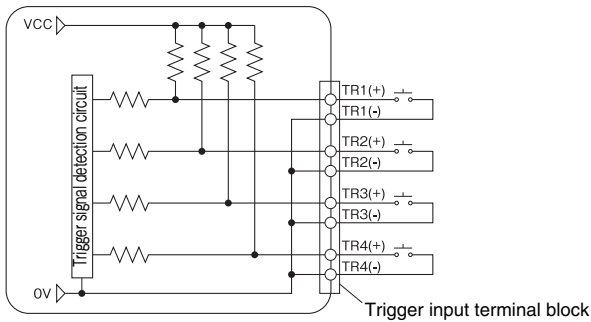 VCC
Trigger signal detection circuit
TR1(+)
TR1(-)
TR2(+)
TR2(-)
TR3(+)
TR3(-)
TR4(+)
TR4(-)
0V
Trigger input terminal block